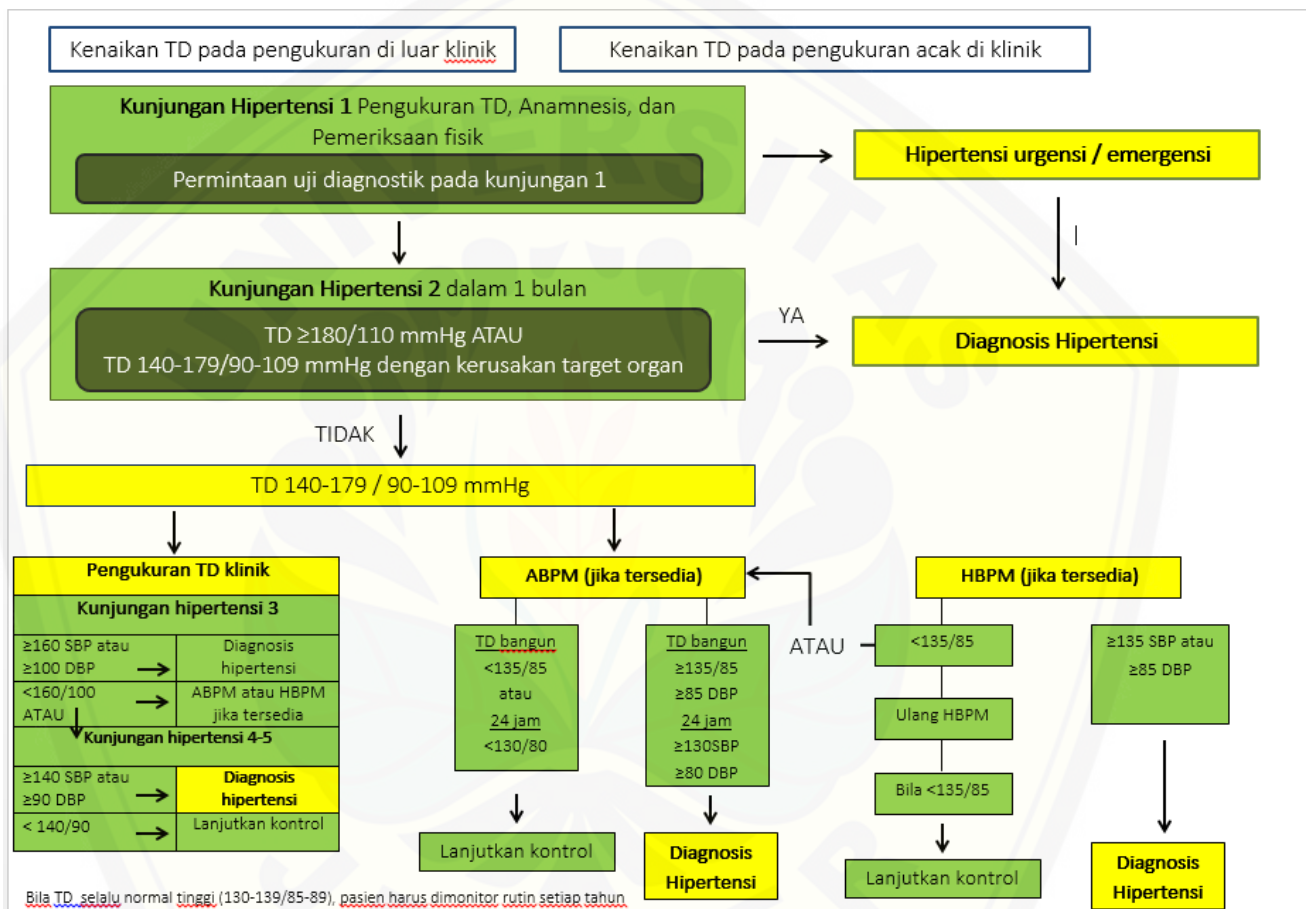 Kenaikan TD pada pengukuran di luar klinik
Kenaikan TD pada pengukuran acak di klinik
Kunjungan Hipertensi 1 Pengukuran TD, Anamnesis, dan
Pemeriksaan fisik
Permintaan uji diagnostik pada kunjungan 1
Hipertensi urgensi / emergensi
Kunjungan Hipertensi 2 dalam 1 bulan
TD ≥180/110 mmHg ATAU
TD 140-179/90-109 mmHg dengan kerusakan target organ
YA
Diagnosis Hipertensi
TIDAK
TD 140-179 / 90-109 mmHg
Pengukuran TD klinik
Kunjungan hipertensi 3
≥160 SBP atau
≥100 DBP
Diagnosis
hipertensi
<160/100
ATAU
ABPM atau HBPM
jika tersedia
Kunjungan hipertensi 4-5
≥140 SBP atau
≥90 DBP
Diagnosis
hipertensi
< 140/90
Lanjutkan kontrol
ABPM (jika tersedia)
TD bangun
<135/85
atau
24 jam
<130/80
Lanjutkan kontrol
TD bangun
≥135/85
≥85 DBP
24 jam
≥130SBP
≥80 DBP
Diagnosis
Hipertensi
ATAU
HBPM (jika tersedia)
<135/85
Ulang HBPM
Bila <135/85
Lanjutkan kontrol
≥135 SBP atau
≥85 DBP
Diagnosis
Hipertensi
Bila TD selalu normal tinggi (130-139/85-89), pasien harus dimonitor rutin setiap tahun
UNIVERSITAS